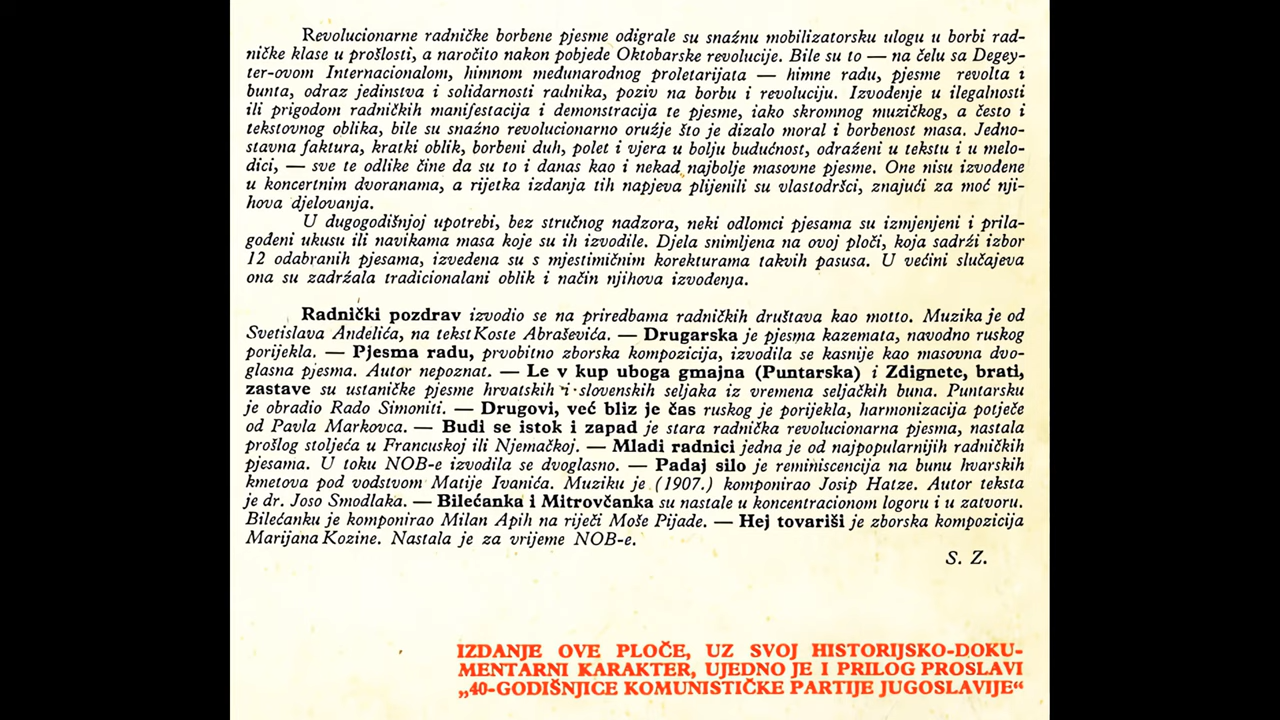 Revolucionarne radničke borbene pjesme odigrale su snažnu mobilizatorsku ulogu u borbi rad-
ničke klase u prošlosti, a naročito nakon pobjede Oktobarske revolucije. Bile su to — na čelu sa Degey-
ter-ovom Internacionalom, himnom međunarodnog proletarijata — himne radu, pjesme revolta i
bunta, odraz jedinstva i solidarnosti radnika, poziv na borbu i revoluciju. Izvođenje u ilegalnosti
ili prigodom radničkih manifestacija i demonstracija te pjesme, iako skromnog muzičkog, a često i
tekstovnog oblika, bile su snažno revolucionarno oružje što je dizalo moral i borbenost masa. Jedno-
stavna faktura, kratki oblik, borbeni duh, polet i vjera u bolju budućnost, odraženi u tekstu i u melo-
dici, — sve te odlike čine da su to i danas kao i nekad najbolje masovne pjesme. One nisu izvođene
u koncertnim dvoranama, a rijetka izdanja tih napjeva plijenili su vlastodršci, znajući za moć nji-
hova djelovanja.
U dugogodišnjoj upotrebi, bez stručnog nadzora, neki odlomci pjesama su izmjenjeni i prila-
gođeni ukusu ili navikama masa koje su ih izvodile. Djela snimljena na ovoj ploči, koja sadrži izbor
12 odabranih pjesama, izvedena su s mjestimičnim korekturama takvih pasusa. U većini slučajeva
ona su zadržala tradicionalani oblik i način njihova izvođenja.
Radnički pozdrav izvodio se na priredbama radničkih društava kao motto. Muzika je od
Svetislava Anđelića, na tekst Koste Abraševića. — Drugarska je pjesma kazemata, navodno ruskog
porijekla. — Pjesma radu, prvobitno zborska kompozicija, izvodila se kasnije kao masovna dvo-
glasna pjesma. Autor nepoznat. — Le v kup uboga gmajna (Puntarska) i Zdignete, brati,
zastave su ustaničke pjesme hrvatskih i slovenskih seljaka iz vremena seljačkih buna. Puntarsku
je obradio Rado Simoniti. — Drugovi, već bliz je čas ruskog je porijekla, harmonizacija potječe
od Pavla Markovca. — Budi se istok i zapad je stara radnička revolucionarna pjesma, nastala
prošlog stoljeća u Francuskoj ili Njemačkoj. — Mladi radnici jedna je od najpopularnijih radničkih
pjesama. U toku NOB-e izvodila se dvoglasno. — Padaj silo je reminiscencija na bunu hvarskih
kmetova pod vodstvom Matije Ivanića. Muziku je (1907.) komponirao Josip Hatze. Autor teksta
je dr. Joso Smodlaka. — Bilećanka i Mitrovčanka su nastale u koncentracionom logoru i u zatvoru.
Bilećanku je komponirao Milan Apih na riječi Moše Pijade. — Hej tovariši je zborska kompozicija
Marijana Kozine. Nastala je za vrijeme NOB-e.
S. Z.
IZDANJE OVE PLOČE, UZ SVOJ HISTORIJSKO-DOKU-
MENTARNI KARAKTER, UJEDNO JE I PRILOG PROSLAVI
„40-GODIŠNJICE KOMUNISTIČKE PARTIJE JUGOSLAVIJE“